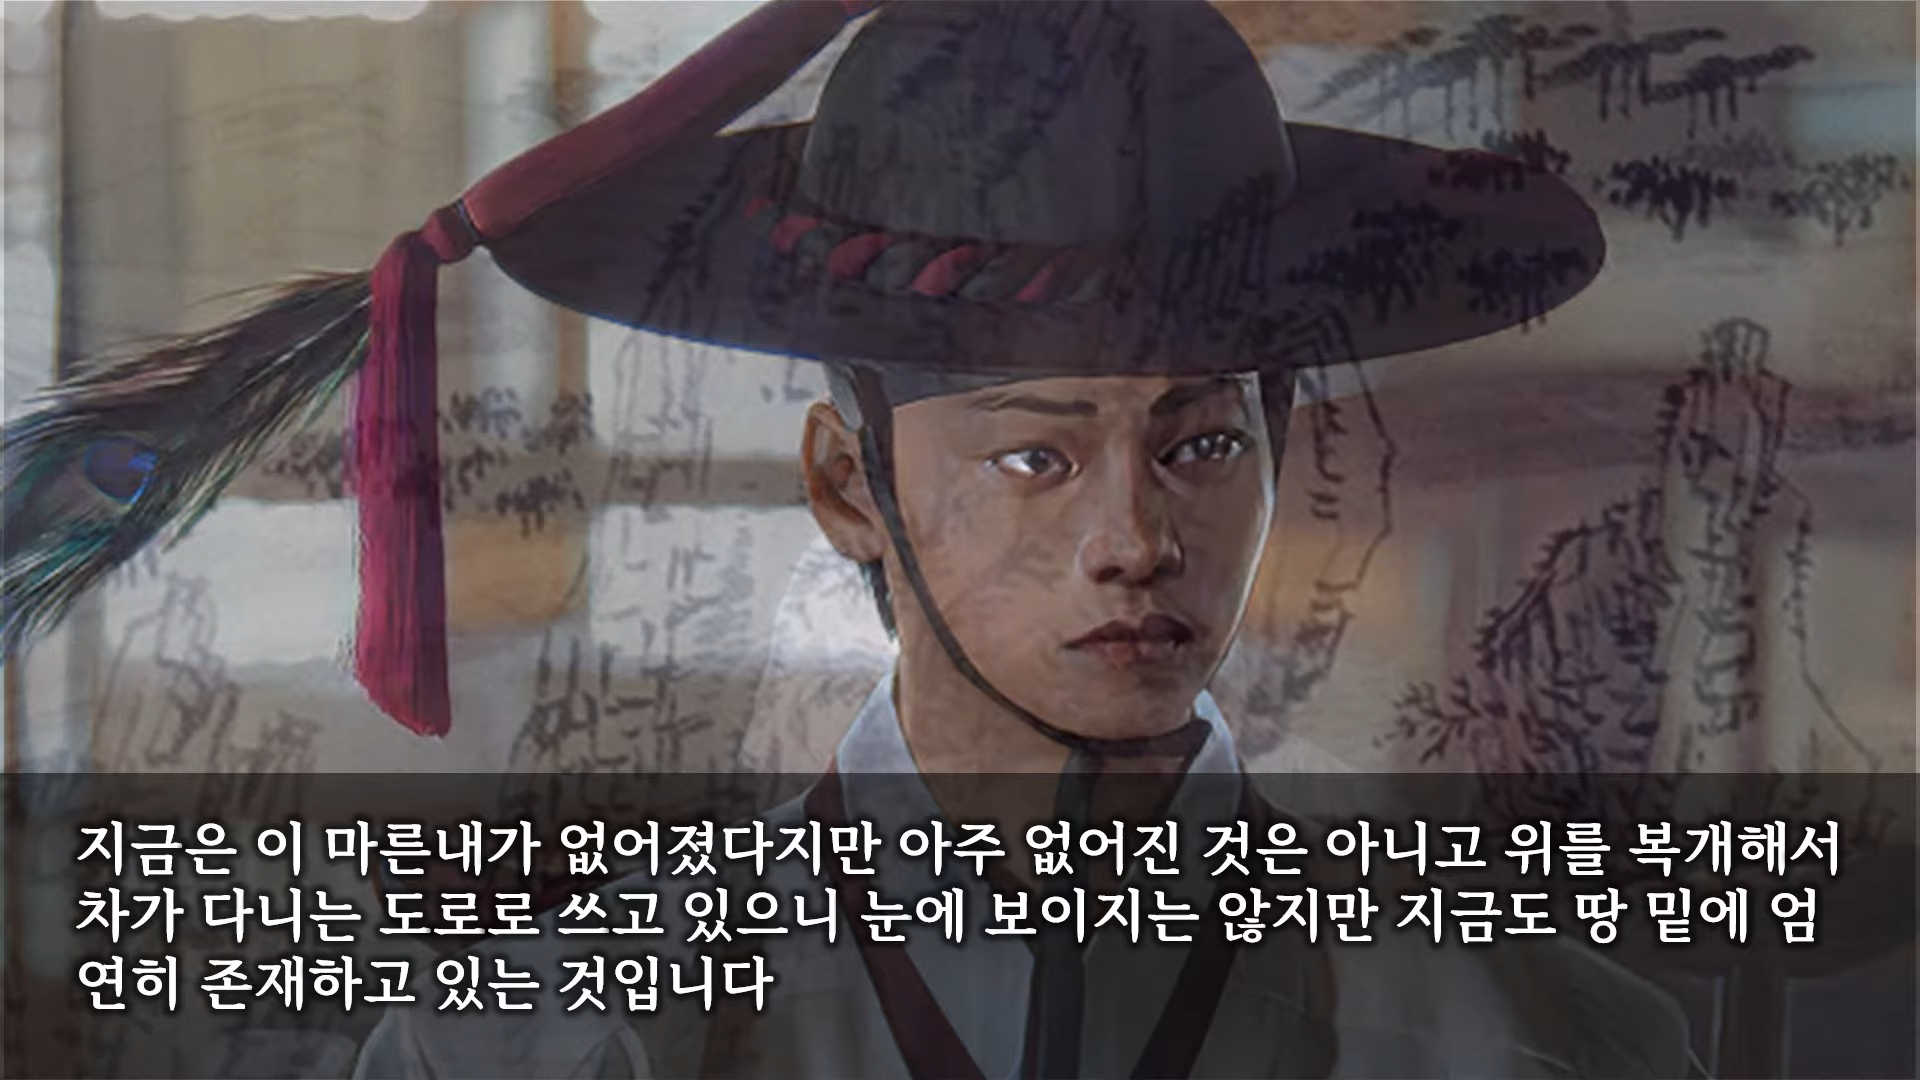 지금은 이 마른내가 없어졌다지만 아주 없어진 것은 아니고 위를 복개해서
차가 다니는 도로로 쓰고 있으니 눈에 보이지는 않지만 지금도 땅 밑에 엄
연히 존재하고 있는 것입니다